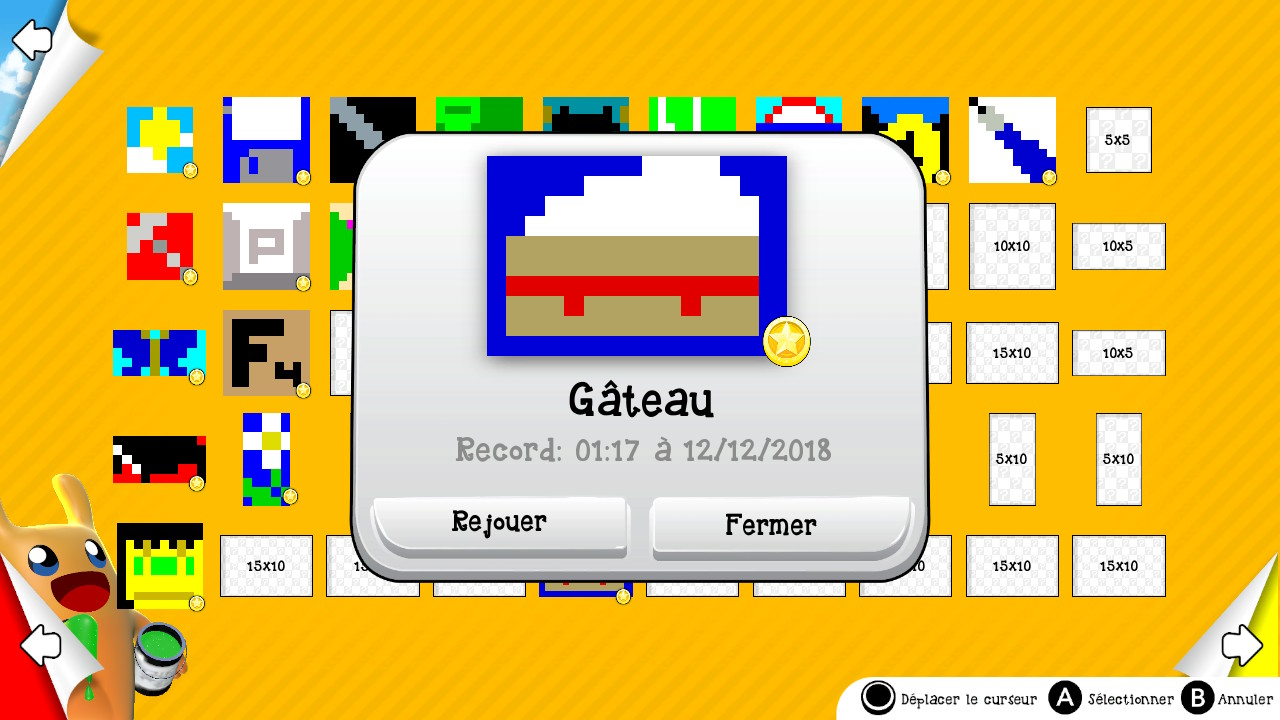 5x5
P
10x10
10x5
F4
15x10
10x5
5x10
5x10
Gâteau
Record: 01:17 à 12/12/2018
Rejouer
Fermer
15x10
15x10
15x10
Déplacer le curseur A Sélectionner B Annuler